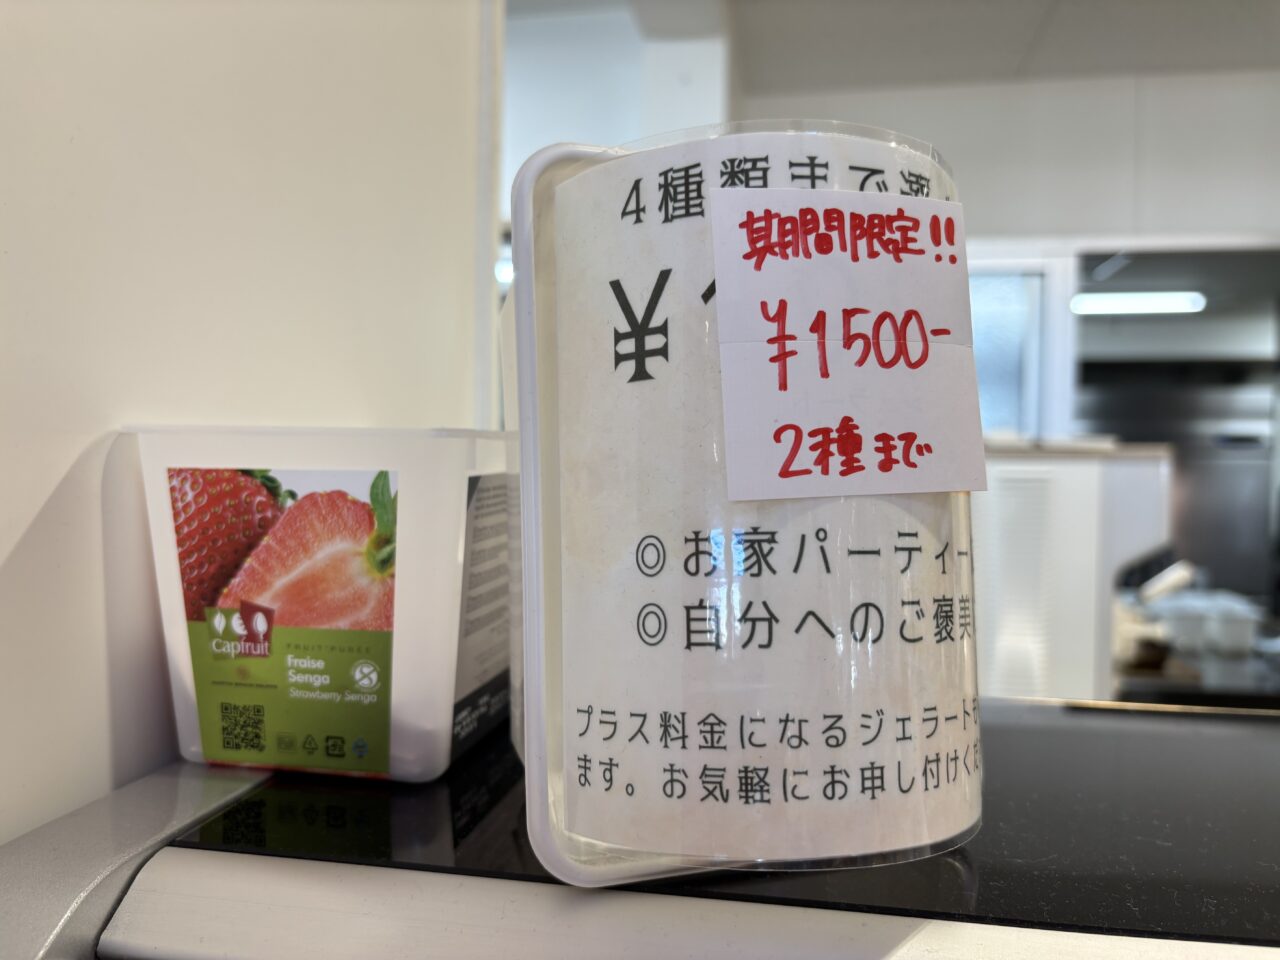 4種類まで
期間限定!!
¥1500-
2種まで
¥
◎お家パーティー
◎自分へのご褒美
プラス料金になるジェラート
ます。お気軽にお申し付けくだ
Capfruit
FRUIT'PUREE
Fraise
Senga
Strawberry Senga